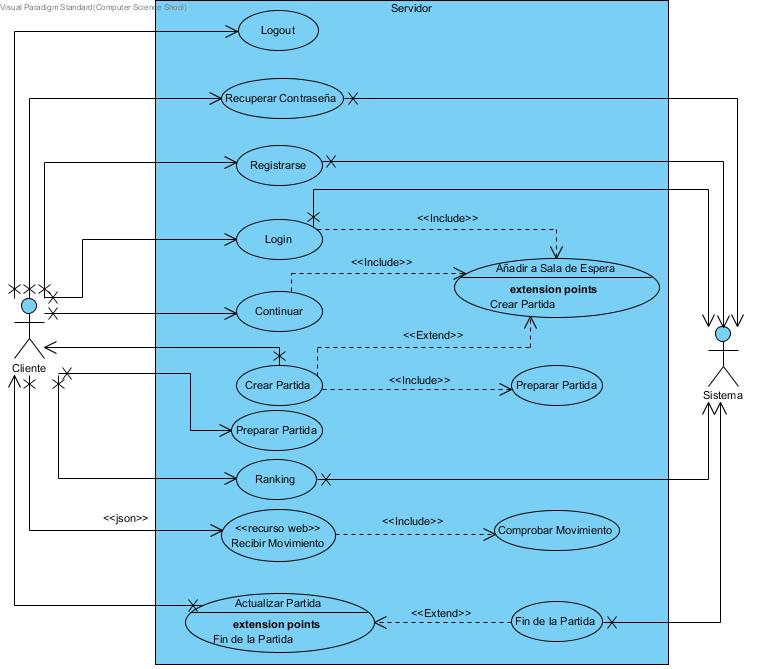 Visual Paradigm Standard(Computer Science Shool)
Servidor
Logout
Recuperar Contraseña
Registrarse
<<Include>>
Login
<<Include>>
Añadir a Sala de Espera
extension points
Crear Partida
Continuar
<<Extend>>
Cliente
<<Include>>
Crear Partida
Preparar Partida
Sistema
Preparar Partida
Ranking
<<json>>
<<recurso web>>
Recibir Movimiento
<<Include>>
Comprobar Movimiento
Actualizar Partida
extension points
Fin de la Partida
<<Extend>>
Fin de la Partida